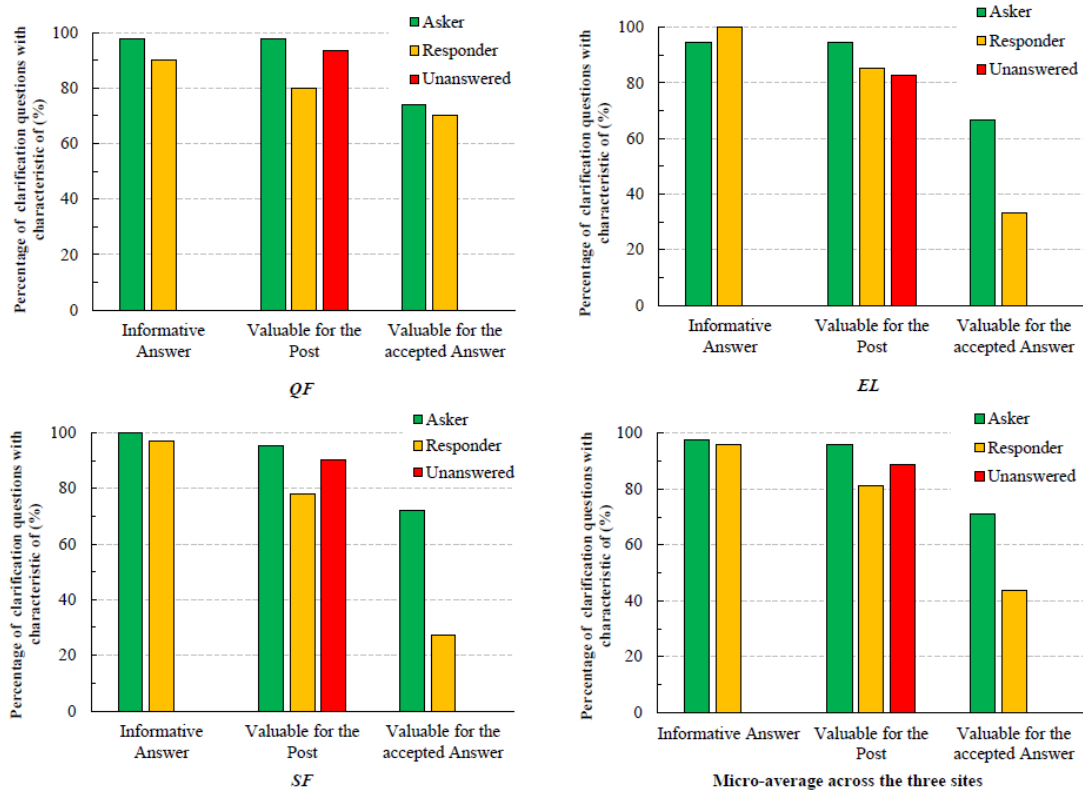 Percentage of clarification questions with
characteristic of (%)
100
80
60
40
20
0
Asker
Responder
Unanswered
Informative
Answer
Valuable for the
Post
Valuable for the
accepted Answer
QF
Percentage of clarification questions with
characteristic of (%)
100
80
60
40
20
0
Asker
Responder
Unanswered
Informative
Answer
Valuable for the
Post
Valuable for the
accepted Answer
EL
Percentage of clarification questions with
characteristic of (%)
100
80
60
40
20
0
Asker
Responder
Unanswered
Informative
Answer
Valuable for the
Post
Valuable for the
accepted Answer
SF
Percentage of clarification questions with
characteristic of (%)
100
80
60
40
20
0
Asker
Responder
Unanswered
Informative Answer
Valuable for the
Post
Valuable for the
accepted Answer
Micro-average across the three sites